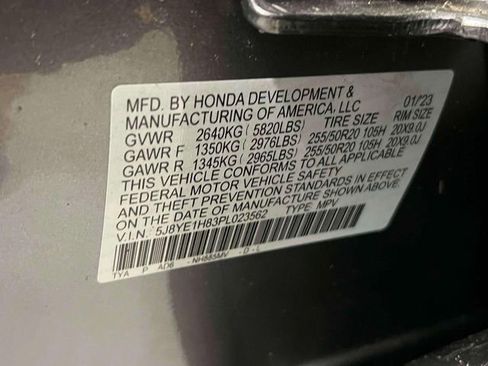 MFD. BY HONDA DEVELOPMENT &
MANUFACTURING OF AMERICA, LLC 01/23
GVWR 2640KG ( 5820LBS) TIRE SIZE RIM SIZE
GAWR F 1350KG ( 2976LBS) 255/50R20 105H 20X9.0J
GAWR R 1345KG ( 2965LBS) 255/50R20 105H 20X9.0J
THIS VEHICLE CONFORMS TO ALL APPLICABLE
FEDERAL MOTOR VEHICLE SAFETY
AND THEFT PREVENTION STANDARDS IN EFFECT
ON THE DATE OF MANUFACTURE SHOWN ABOVE.
V.I.N.: 5J8YE1H83PL023562 TYPE: MPV
TYA P AD6 - NH885MV - D - L